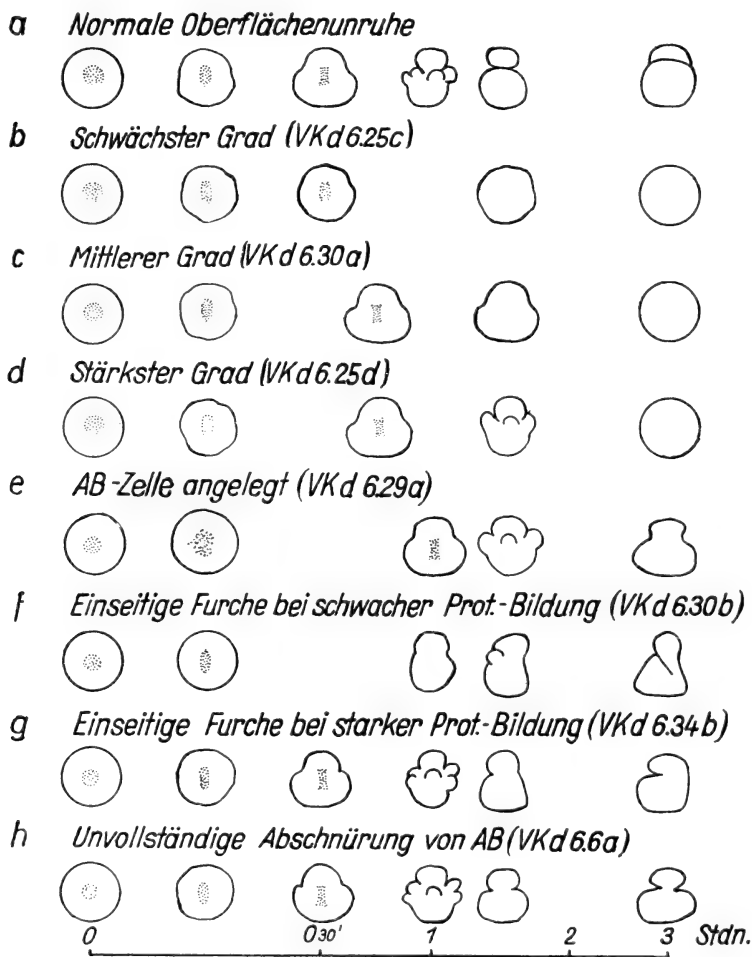 a Normale Oberflächenunruhe
b Schwächster Grad (VKd 6.25c)
c Mittlerer Grad (VKd 6.30a)
d Stärkster Grad (VKd 6.25d)
e AB-Zelle angelegt (VKd 6.29a)
f Einseitige Furche bei schwacher Prot.-Bildung (VKd 6.30b)
g Einseitige Furche bei starker Prot.-Bildung (VKd 6.34b)
h Unvollständige Abschnürung von AB (VKd 6.6a)
0 0 30' 1 2 3 Stdn.